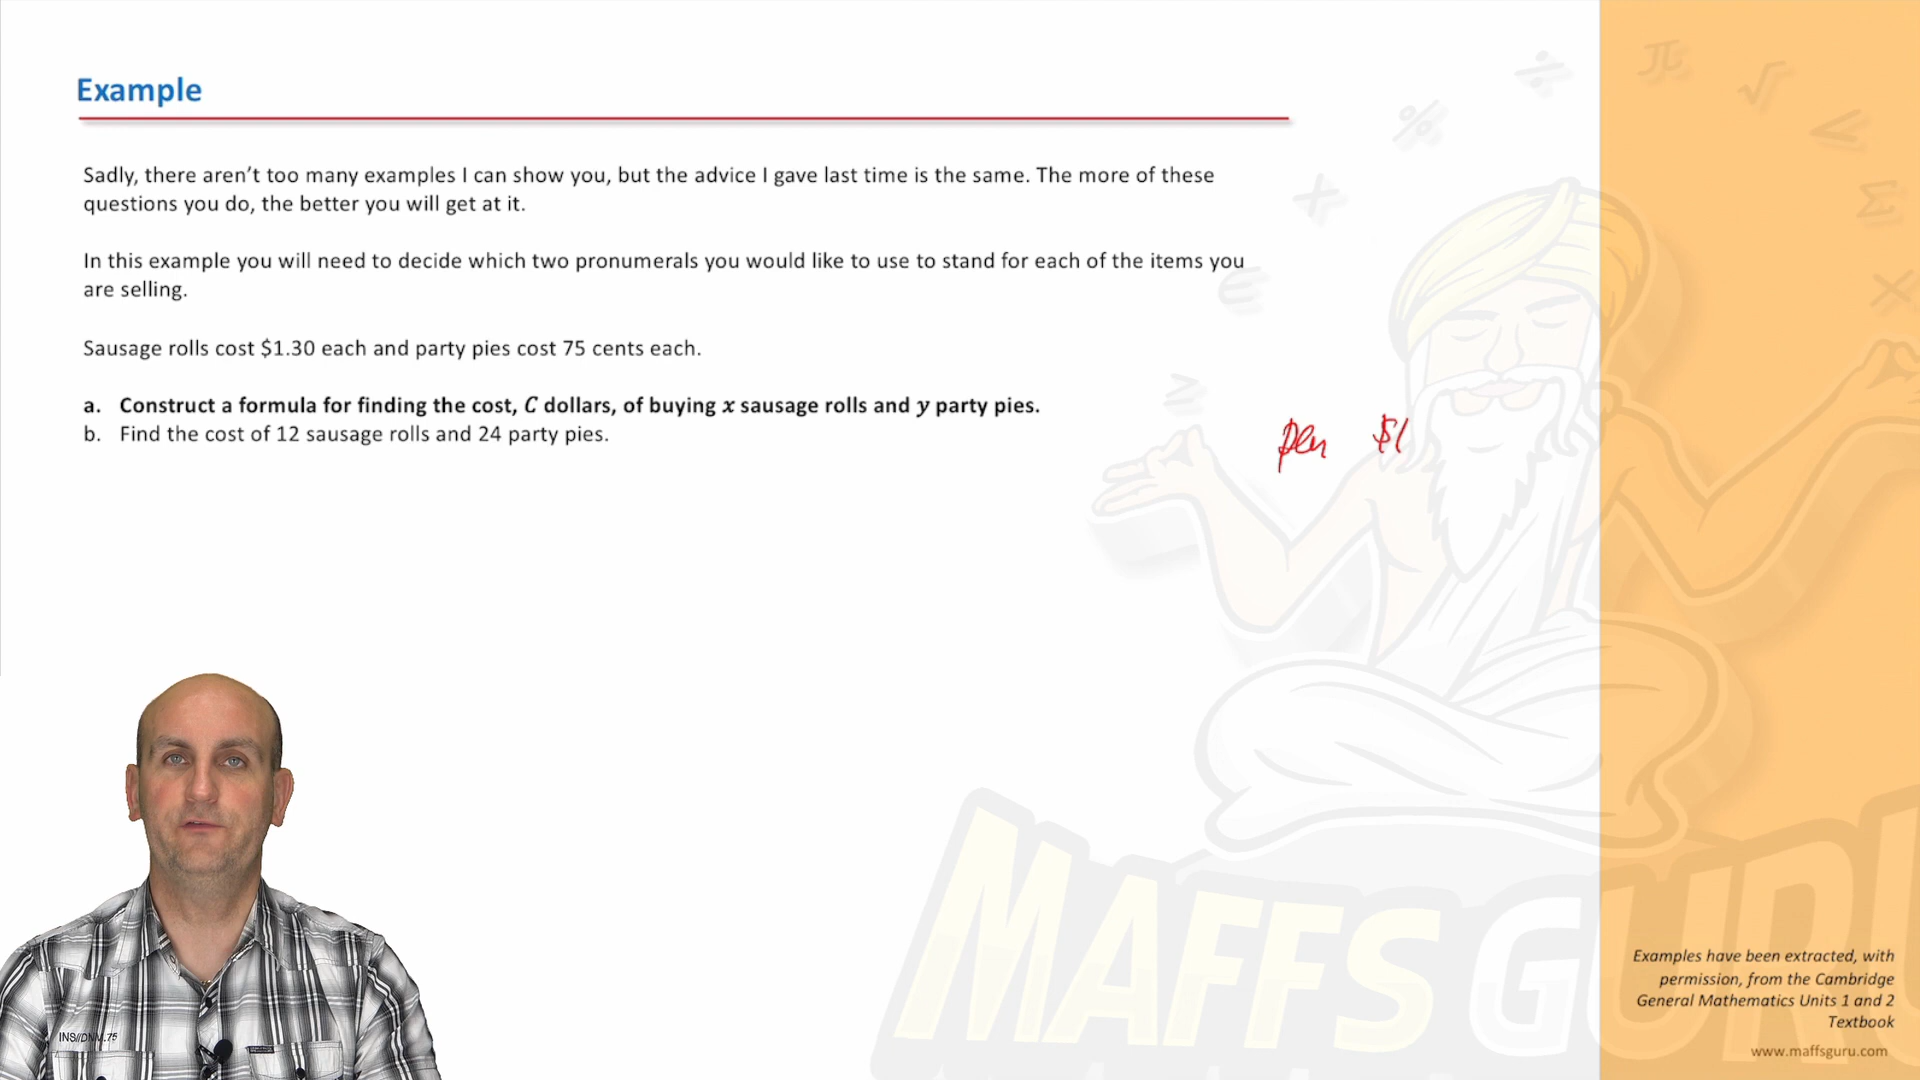 Example
Sadly, there aren't too many examples I can show you, but the advice I gave last time is the same. The more of these
questions you do, the better you will get at it.
In this example you will need to decide which two pronumerals you would like to use to stand for each of the items you
are selling.
Sausage rolls cost $1.30 each and party pies cost 75 cents each.
a. Construct a formula for finding the cost, C dollars, of buying x sausage rolls and y party pies.
b. Find the cost of 12 sausage rolls and 24 party pies.
pen $1
MAFFS GURU
Examples have been extracted, with
permission, from the Cambridge
General Mathematics Units 1 and 2
Textbook
www.maffsguru.com